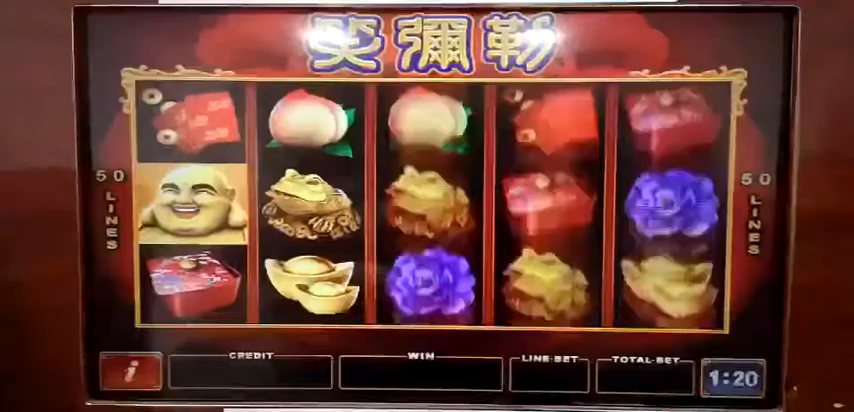 笑彌勒
50
LINES
50
LINES
CREDIT
WIN
LINE-BET
TOTAL-BET
i
1:20